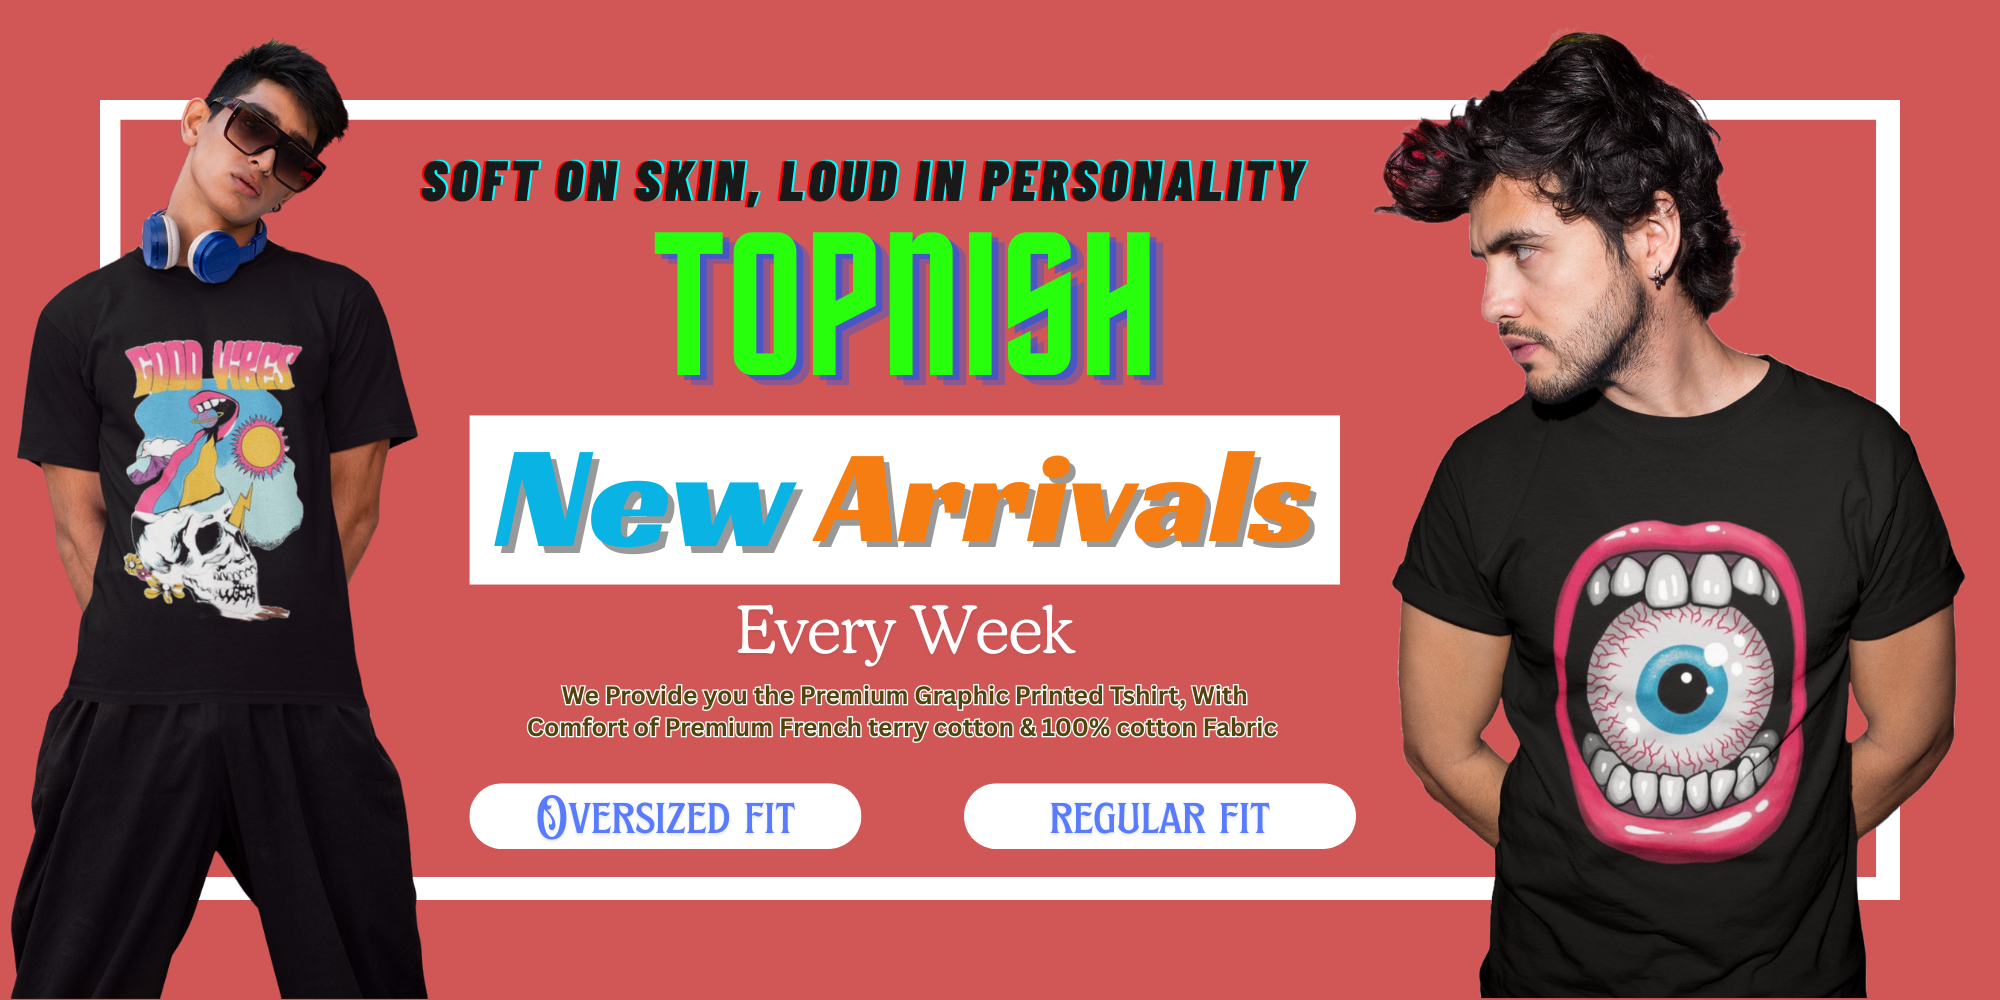 SOFT ON SKIN, LOUD IN PERSONALITY
TOPNISH
New Arrivals
Every Week
We Provide you the Premium Graphic Printed Tshirt, With
Comfort of Premium French terry cotton & 100% cotton Fabric
Oversized fit
regular fit
GOOD ViBES